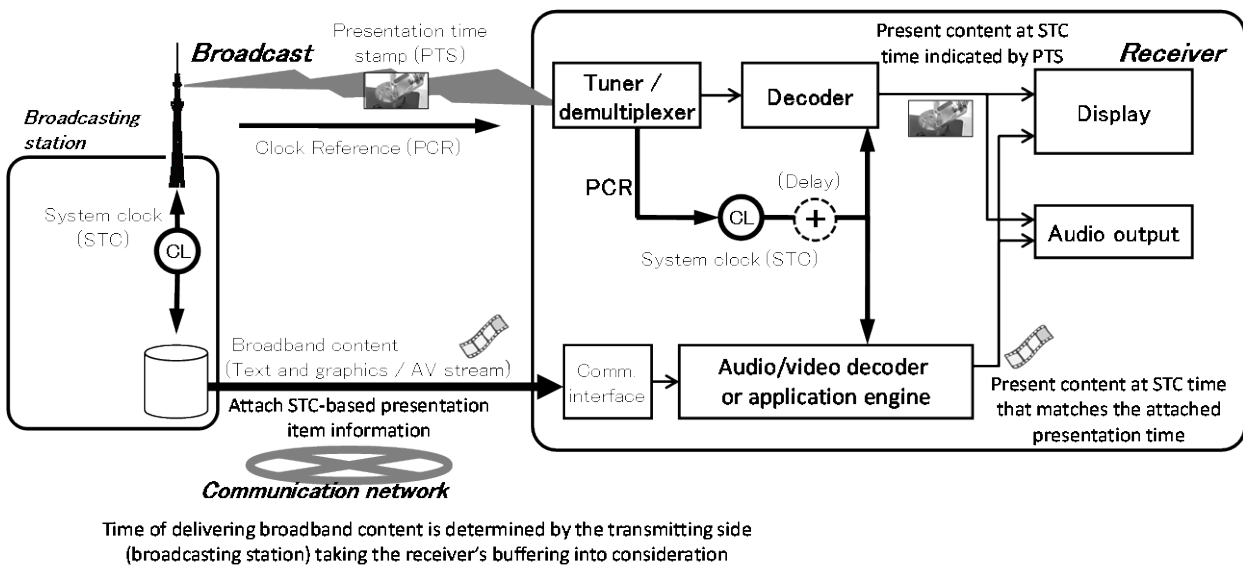 Broadcast
Presentation time
stamp (PTS)
Present content at STC
time indicated by PTS
Receiver
Tuner /
demultiplexer
Decoder
Display
Broadcasting
station
Clock Reference (PCR)
PCR
(Delay)
CL
+
System clock (STC)
Audio output
System clock
(STC)
CL
Broadband content
(Text and graphics / AV stream)
Attach STC-based presentation
item information
Comm.
interface
Audio/video decoder
or application engine
Present content at STC time
that matches the attached
presentation time
Communication network
Time of delivering broadband content is determined by the transmitting side
(broadcasting station) taking the receiver's buffering into consideration